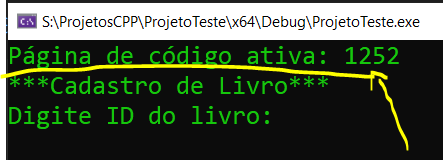 S:\ProjetosCPP\ProjetoTeste\x64\Debug\ProjetoTeste.exe
Página de código ativa: 1252
***Cadastro de Livro***
Digite ID do livro: